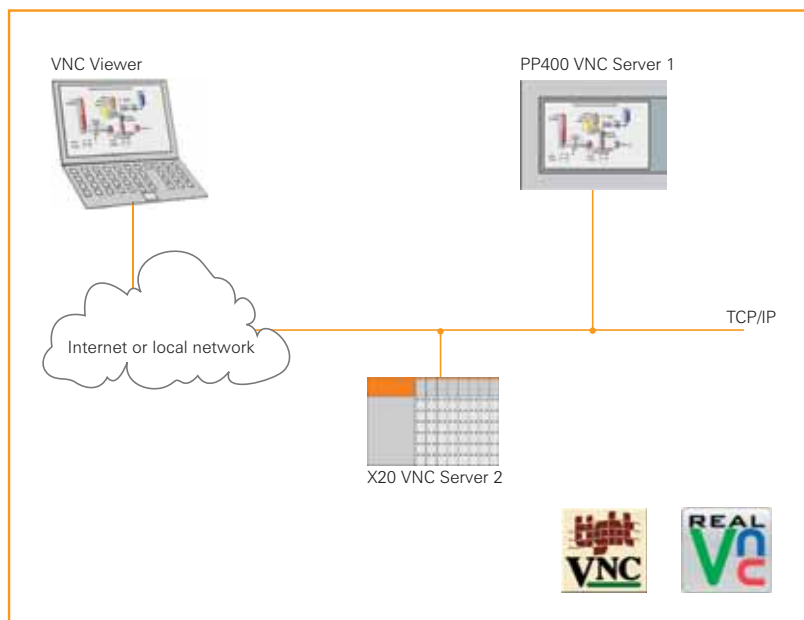 VNC Viewer
PP400 VNC Server 1
TCP/IP
Internet or local network
X20 VNC Server 2
tight
VNC
REAL
Vnc